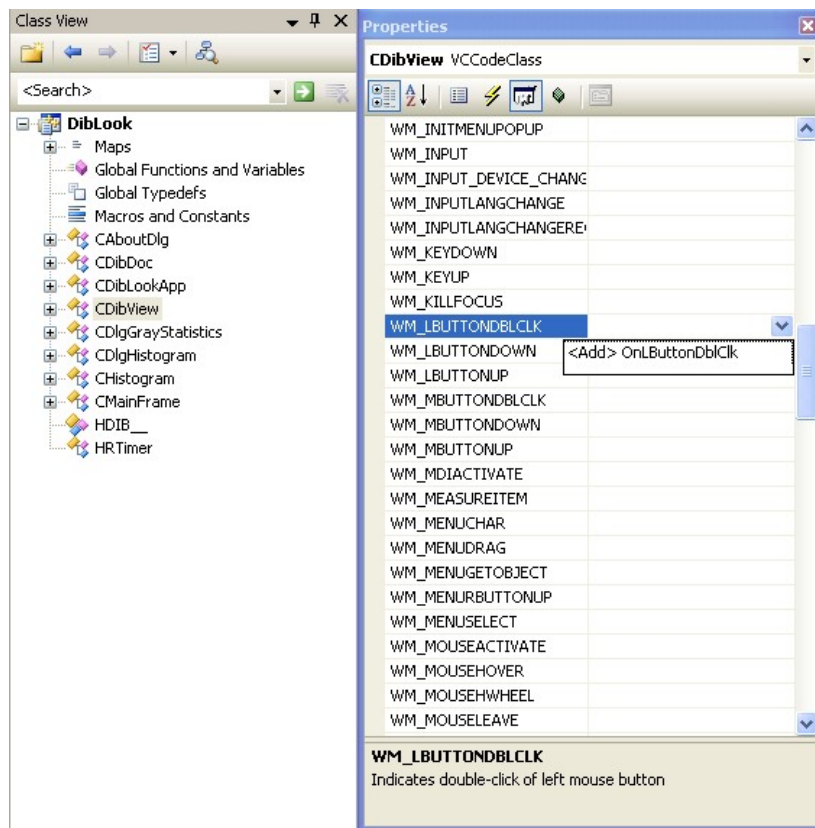 Class View
<Search>
DibLook
Maps
Global Functions and Variables
Global Typedefs
Macros and Constants
CAboutDlg
CDibDoc
CDibLookApp
CDibView
CDlgGrayStatistics
CDlgHistogram
CHistogram
CMainFrame
HDIB__
HRTimer
Properties
CDibView VCCodeClass
WM_INITMENUPOPUP
WM_INPUT
WM_INPUT_DEVICE_CHANG
WM_INPUTLANGCHANGE
WM_INPUTLANGCHANGERE
WM_KEYDOWN
WM_KEYUP
WM_KILLFOCUS
WM_LBUTTONDBLCLK
WM_LBUTTONDOWN
<Add> OnLButtonDblClk
WM_LBUTTONUP
WM_MBUTTONDBLCLK
WM_MBUTTONDOWN
WM_MBUTTONUP
WM_MDIACTIVATE
WM_MEASUREITEM
WM_MENUCHAR
WM_MENUDRAG
WM_MENUGETOBJECT
WM_MENURBUTTONUP
WM_MENUSELECT
WM_MOUSEACTIVATE
WM_MOUSEHOVER
WM_MOUSEHWHEEL
WM_MOUSELEAVE
WM_LBUTTONDBLCLK
Indicates double-click of left mouse button